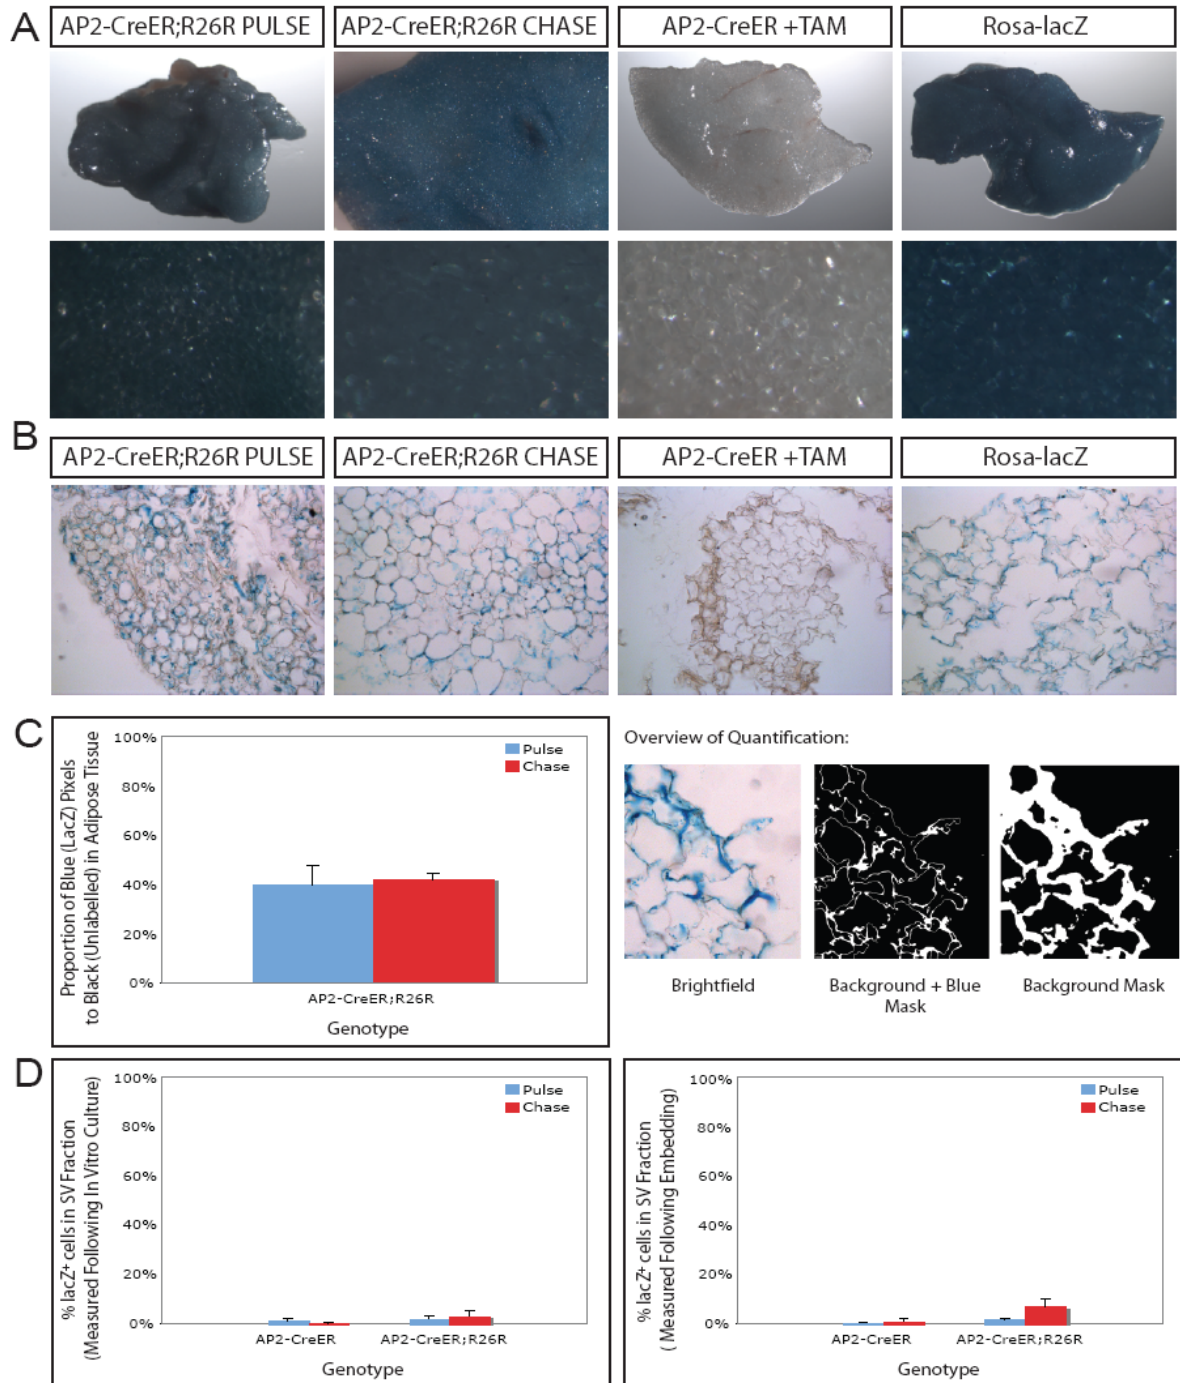 A
AP2-CreER;R26R PULSE
AP2-CreER;R26R CHASE
AP2-CreER +TAM
Rosa-lacZ
B
AP2-CreER;R26R PULSE
AP2-CreER;R26R CHASE
AP2-CreER +TAM
Rosa-lacZ
C
Proportion of Blue (LacZ) Pixels
to Black (Unlabelled) in Adipose Tissue
100%
80%
60%
40%
20%
0%
Pulse
Chase
AP2-CreER;R26R
Genotype
Overview of Quantification:
Brightfield
Background + Blue
Mask
Background Mask
D
% lacZ⁺ cells in SV Fraction
(Measured Following In Vitro Culture)
100%
80%
60%
40%
20%
0%
Pulse
Chase
AP2-CreER
AP2-CreER;R26R
Genotype
% lacZ⁺ cells in SV Fraction
( Measured Following Embedding)
100%
80%
60%
40%
20%
0%
Pulse
Chase
AP2-CreER
AP2-CreER;R26R
Genotype